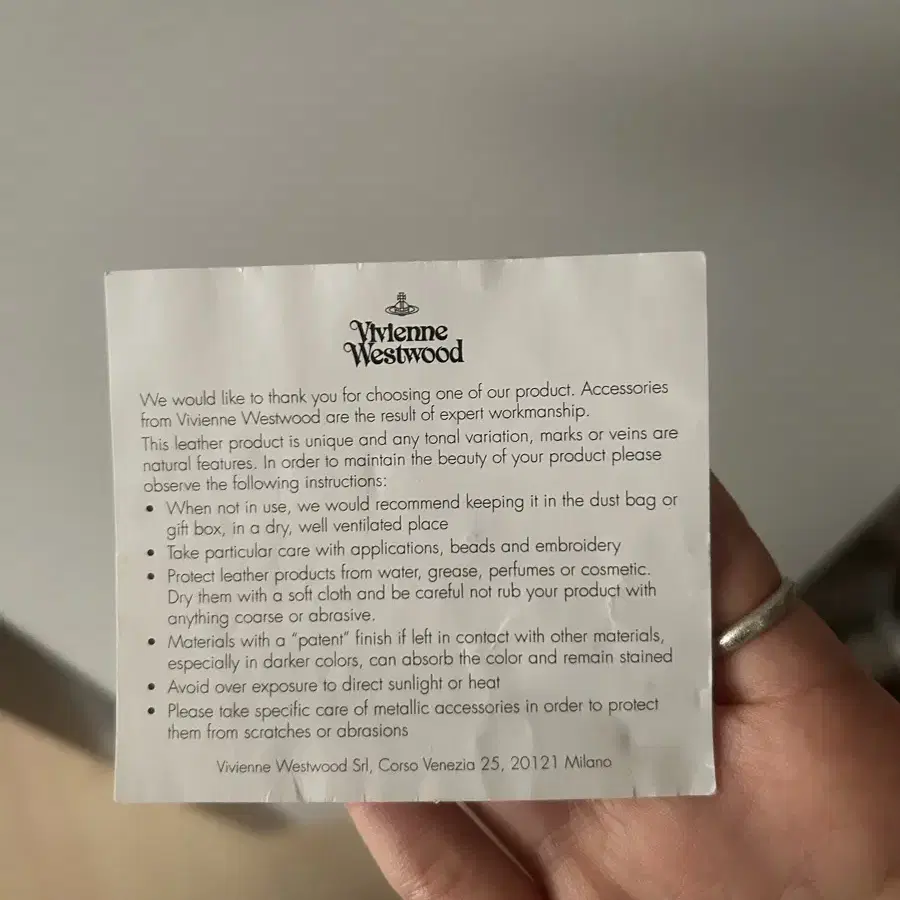 Vivienne
Westwood
We would like to thank you for choosing one of our product. Accessories
from Vivienne Westwood are the result of expert workmanship.
This leather product is unique and any tonal variation, marks or veins are
natural features. In order to maintain the beauty of your product please
observe the following instructions:
• When not in use, we would recommend keeping it in the dust bag or
gift box, in a dry, well ventilated place
• Take particular care with applications, beads and embroidery
• Protect leather products from water, grease, perfumes or cosmetic.
Dry them with a soft cloth and be careful not rub your product with
anything coarse or abrasive.
• Materials with a “patent” finish if left in contact with other materials,
especially in darker colors, can absorb the color and remain stained
• Avoid over exposure to direct sunlight or heat
• Please take specific care of metallic accessories in order to protect
them from scratches or abrasions
Vivienne Westwood Srl, Corso Venezia 25, 20121 Milano